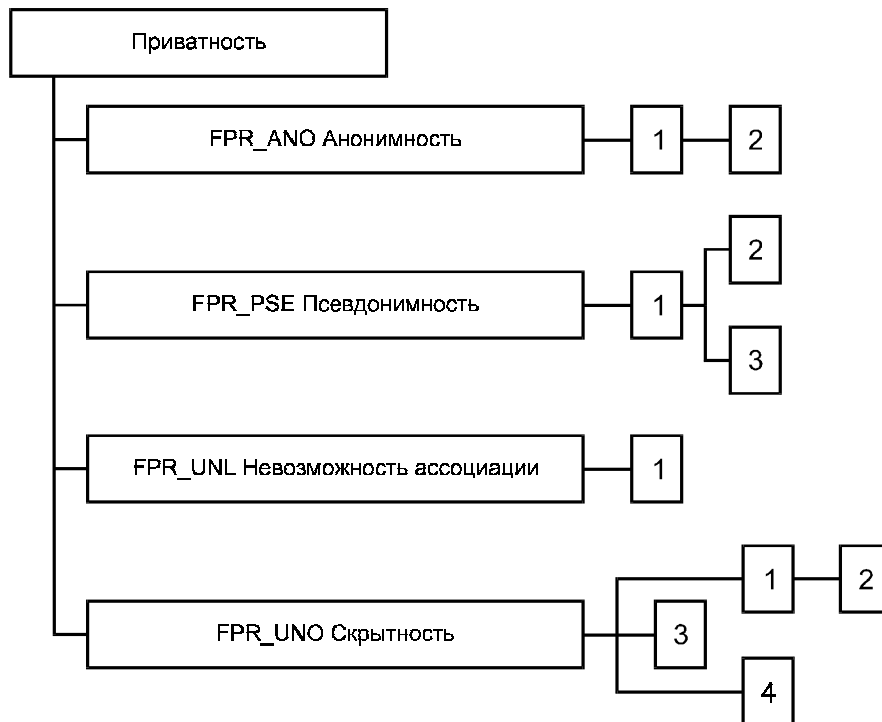 Приватность
FPR_ANO Анонимность
1
2
2
FPR_PSE Псевдонимность
1
3
FPR_UNL Невозможность ассоциации
1
1
2
FPR_UNO Скрытность
3
4